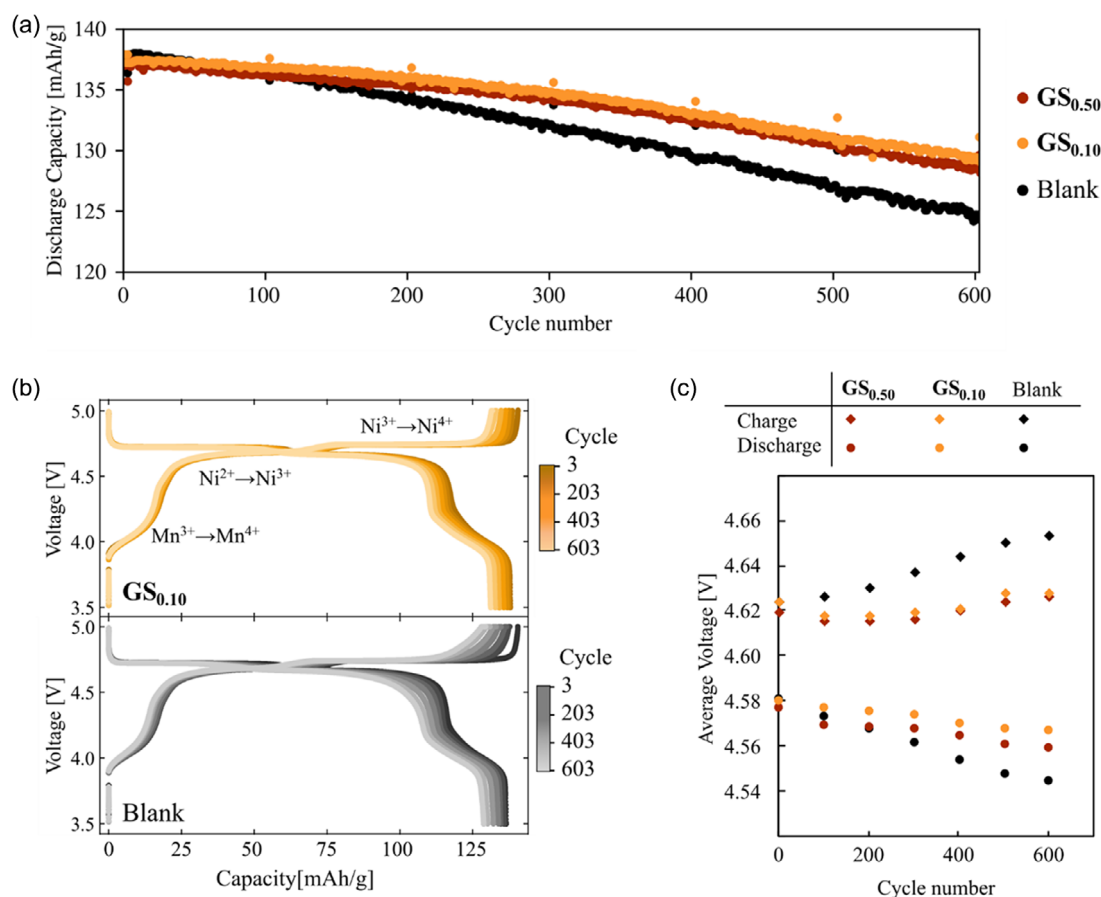 (a)
Discharge Capacity [mAh/g]
140
135
130
125
120
0 100 200 300 400 500 600
Cycle number
GS0.50
GS0.10
Blank
(b)
Voltage [V]
5.0
4.5
4.0
3.5
Ni3+→Ni4+
Ni2+→Ni3+
Mn3+→Mn4+
GS0.10
Cycle
3
203
403
603
Voltage [V]
5.0
4.5
4.0
3.5
Blank
Cycle
3
203
403
603
0 25 50 75 100 125
Capacity[mAh/g]
(c)
GS0.50 GS0.10 Blank
Charge
Discharge
Average Voltage [V]
4.66
4.64
4.62
4.60
4.58
4.56
4.54
0 200 400 600
Cycle number